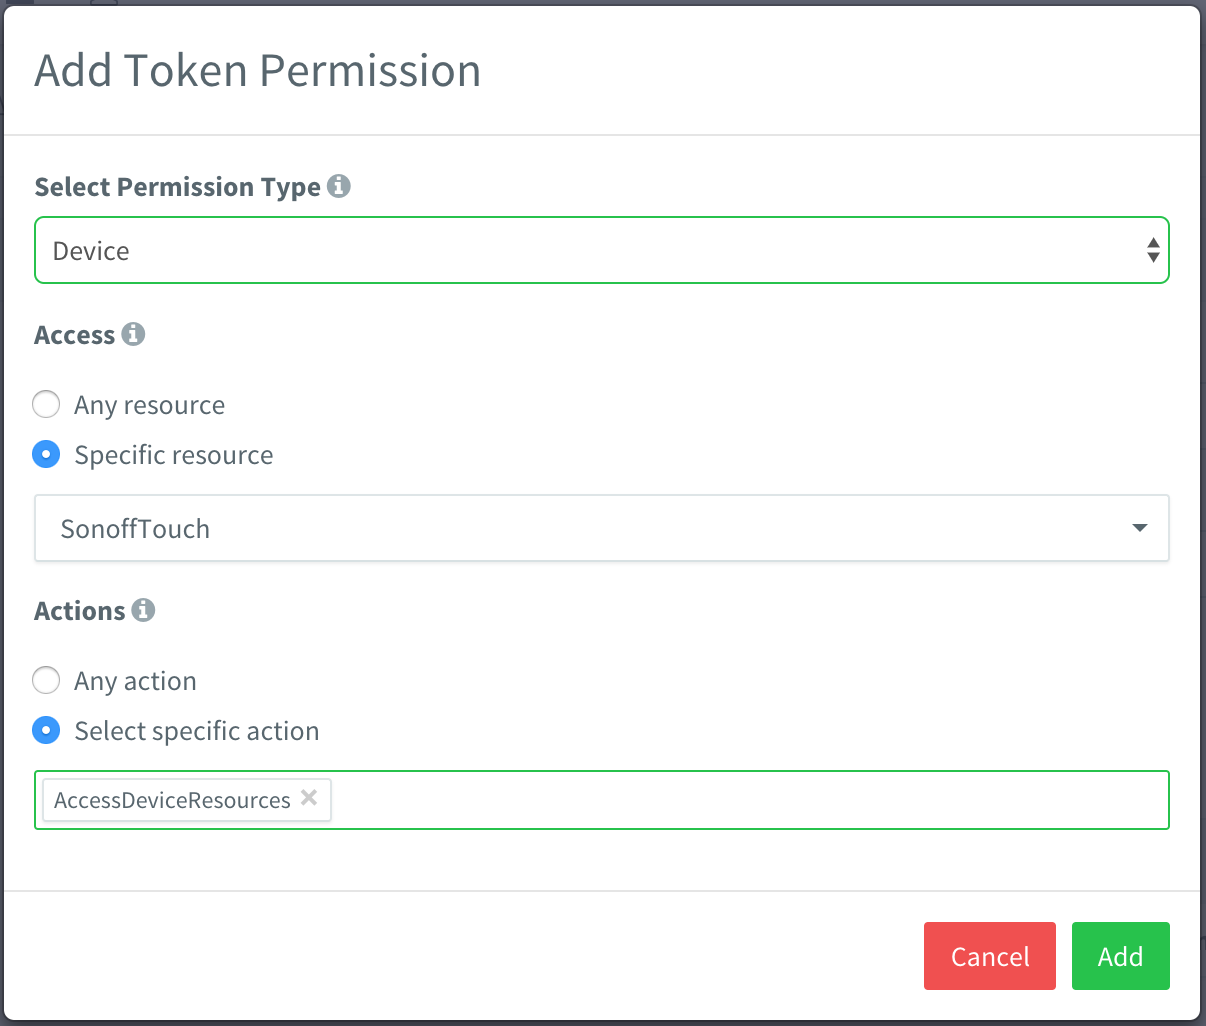 Add Token Permission
Select Permission Type
Device
Access
Any resource
Specific resource
SonoffTouch
Actions
Any action
Select specific action
AccessDeviceResources
Cancel Add